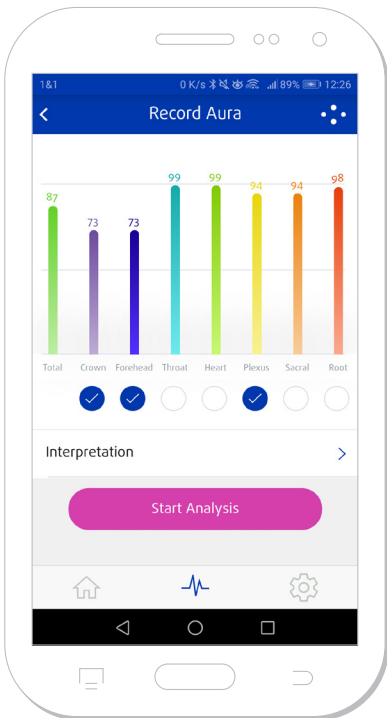 1&1 0 K/s 89% 12:26
Record Aura
99 99 98
87 94 94
73 73
Total Crown Forehead Throat Heart Plexus Sacral Root
Interpretation
Start Analysis